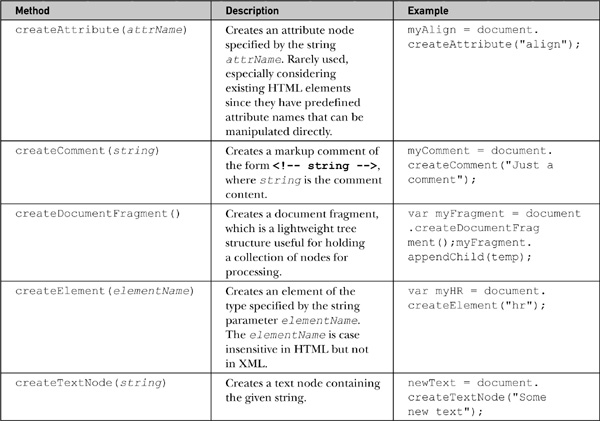 Method Description Example
createAttribute(attrName)
Creates an attribute node
specified by the string
attrName. Rarely used,
especially considering
existing HTML elements
since they have predefined
attribute names that can be
manipulated directly.
myAlign = document.
createAttribute("align");
createComment(string)
Creates a markup comment of
the form <!-- string -->,
where string is the comment
content.
myComment = document.
createComment("Just a
comment");
createDocumentFragment()
Creates a document fragment,
which is a lightweight tree
structure useful for holding
a collection of nodes for
processing.
var myFragment = document
.createDocumentFrag
ment();myFragment.
appendChild(temp);
createElement(elementName)
Creates an element of the
type specified by the string
parameter elementName.
The elementName is case
insensitive in HTML but not
in XML.
var myHR = document.
createElement("hr");
createTextNode(string)
Creates a text node containing
the given string.
newText = document.
createTextNode("Some
new text");